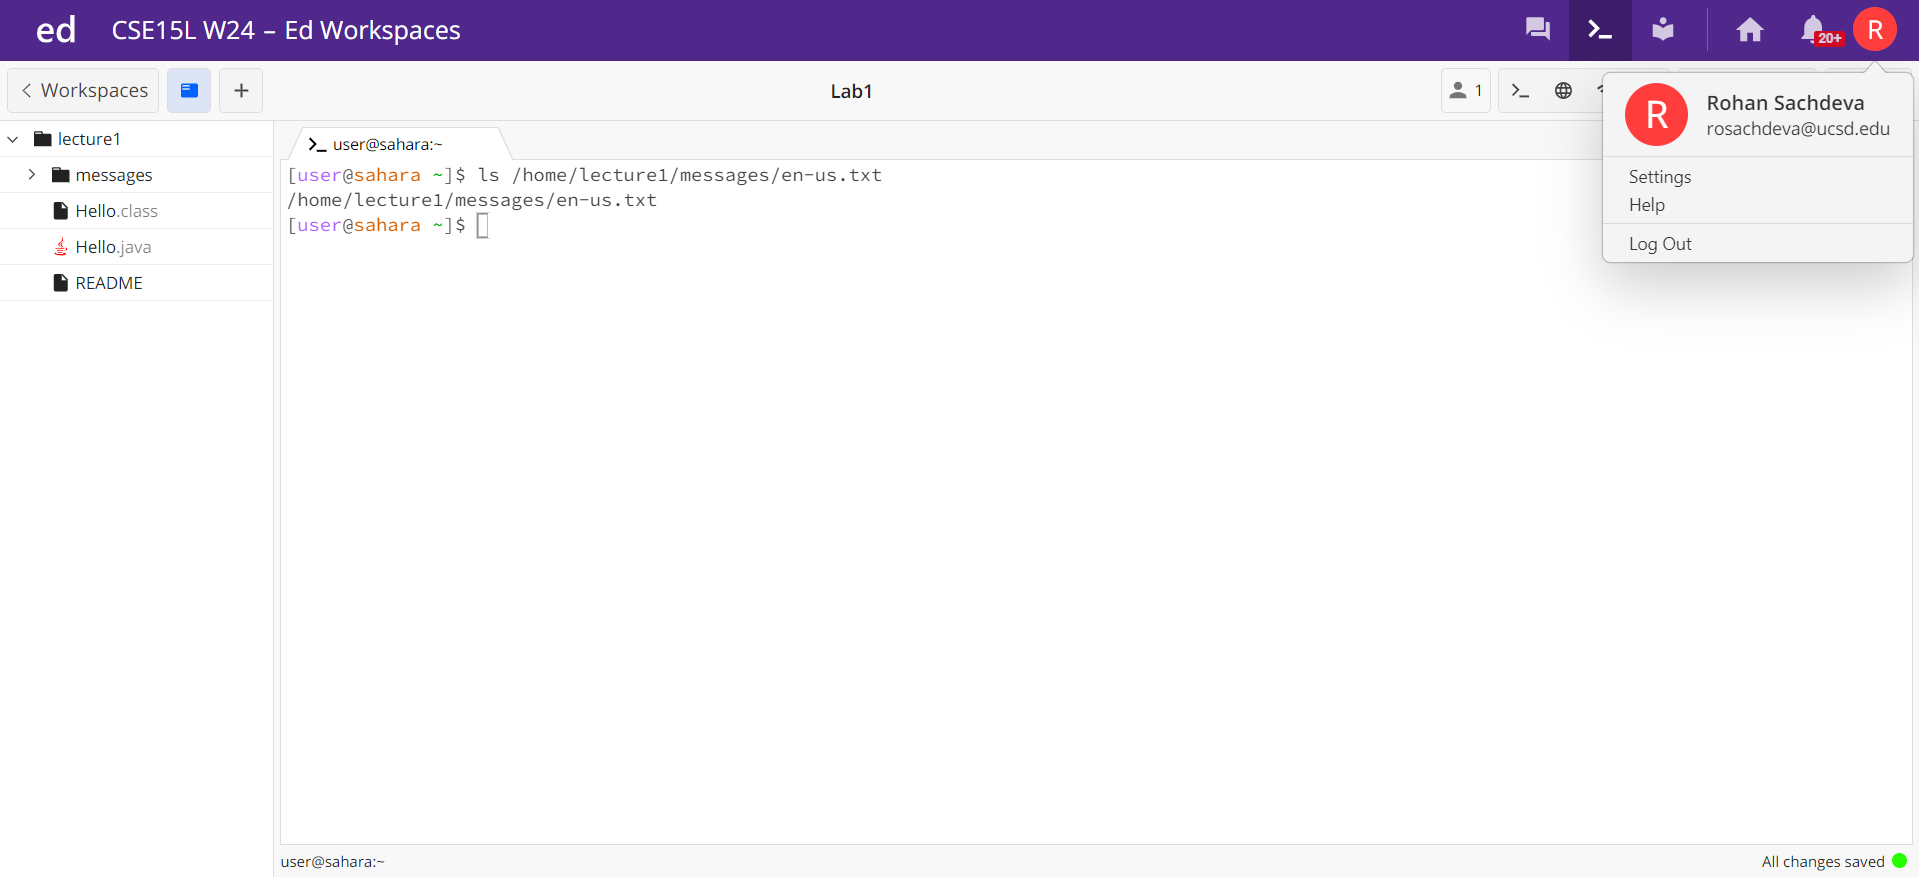 ed CSE15L W24 – Ed Workspaces 20+ R
Workspaces Lab1 1
R Rohan Sachdeva
rosachdeva@ucsd.edu
Settings
Help
Log Out
lecture1
messages
Hello.class
Hello.java
README
user@sahara:~
[user@sahara ~]$ ls /home/lecture1/messages/en-us.txt
/home/lecture1/messages/en-us.txt
[user@sahara ~]$
user@sahara:~ All changes saved